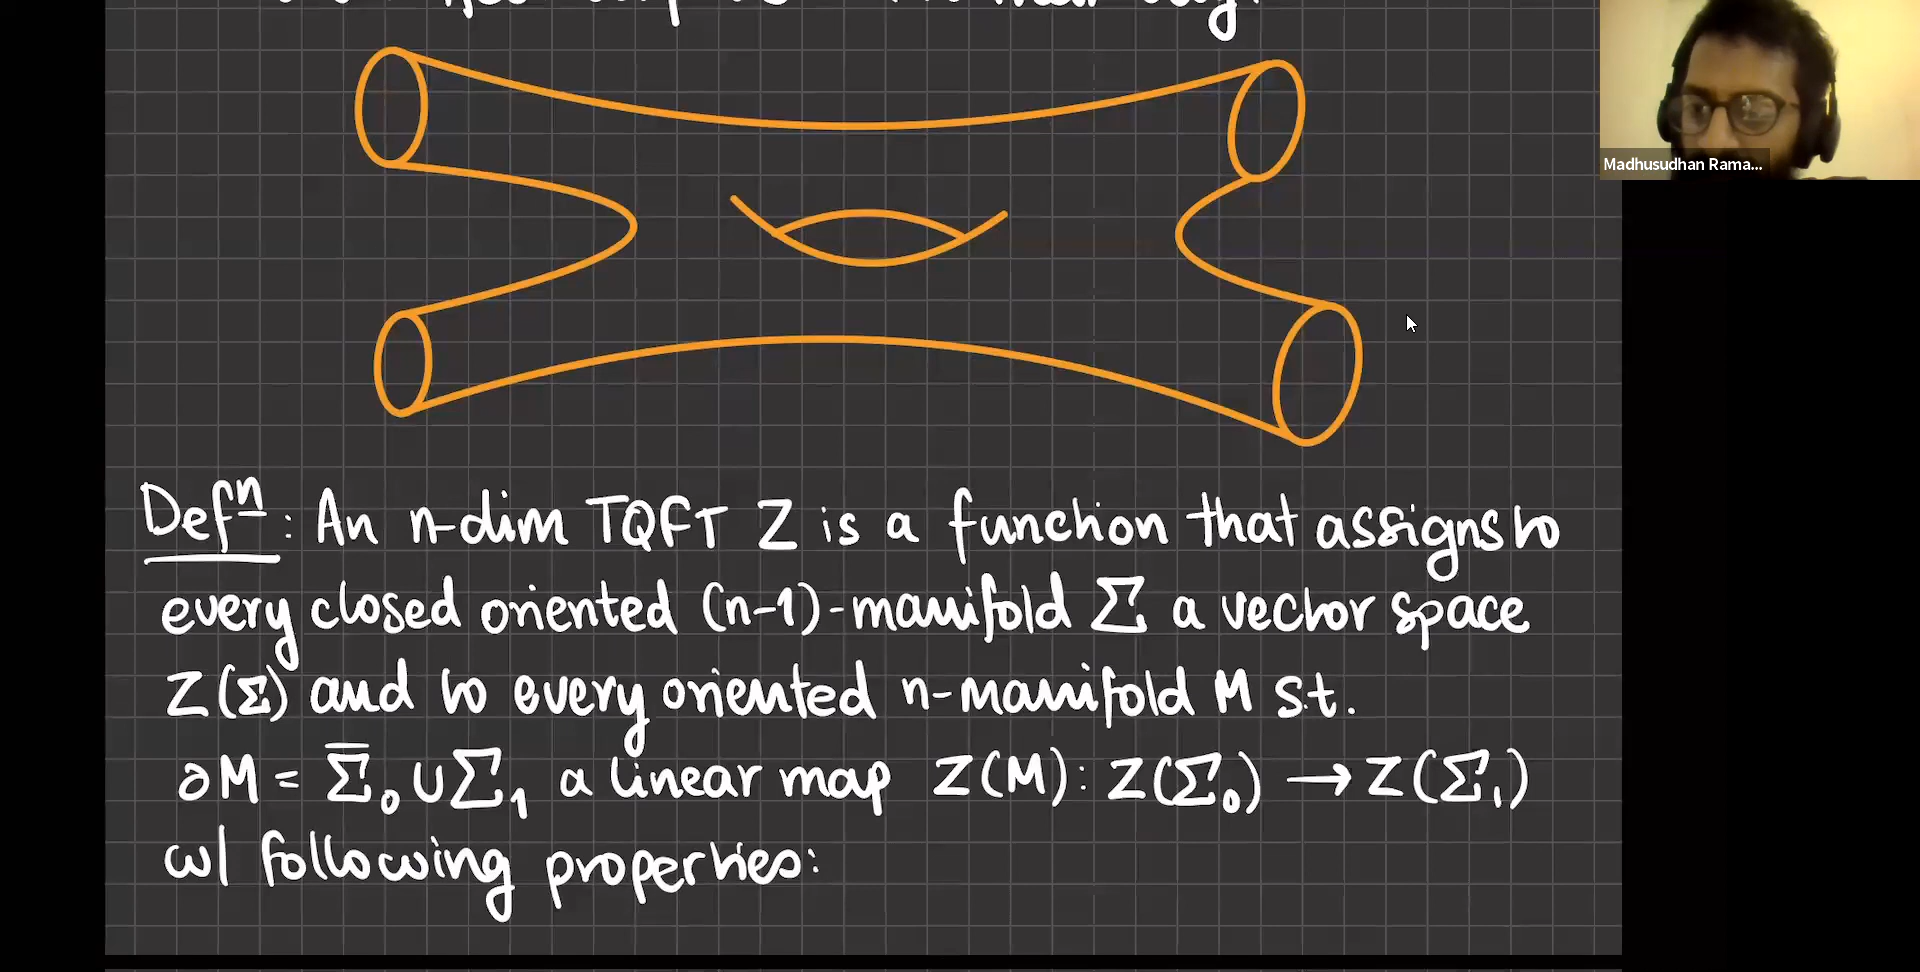 Madhusudhan Rama...
Defⁿ: An n-dim TQFT Z is a function that assigns to
every closed oriented (n-1)-manifold Σ a vector space
Z(Σ) and to every oriented n-manifold M s.t.
∂M = Σ̅₀ ∪ Σ₁ a linear map Z(M): Z(Σ₀) → Z(Σ₁)
w/ following properties: